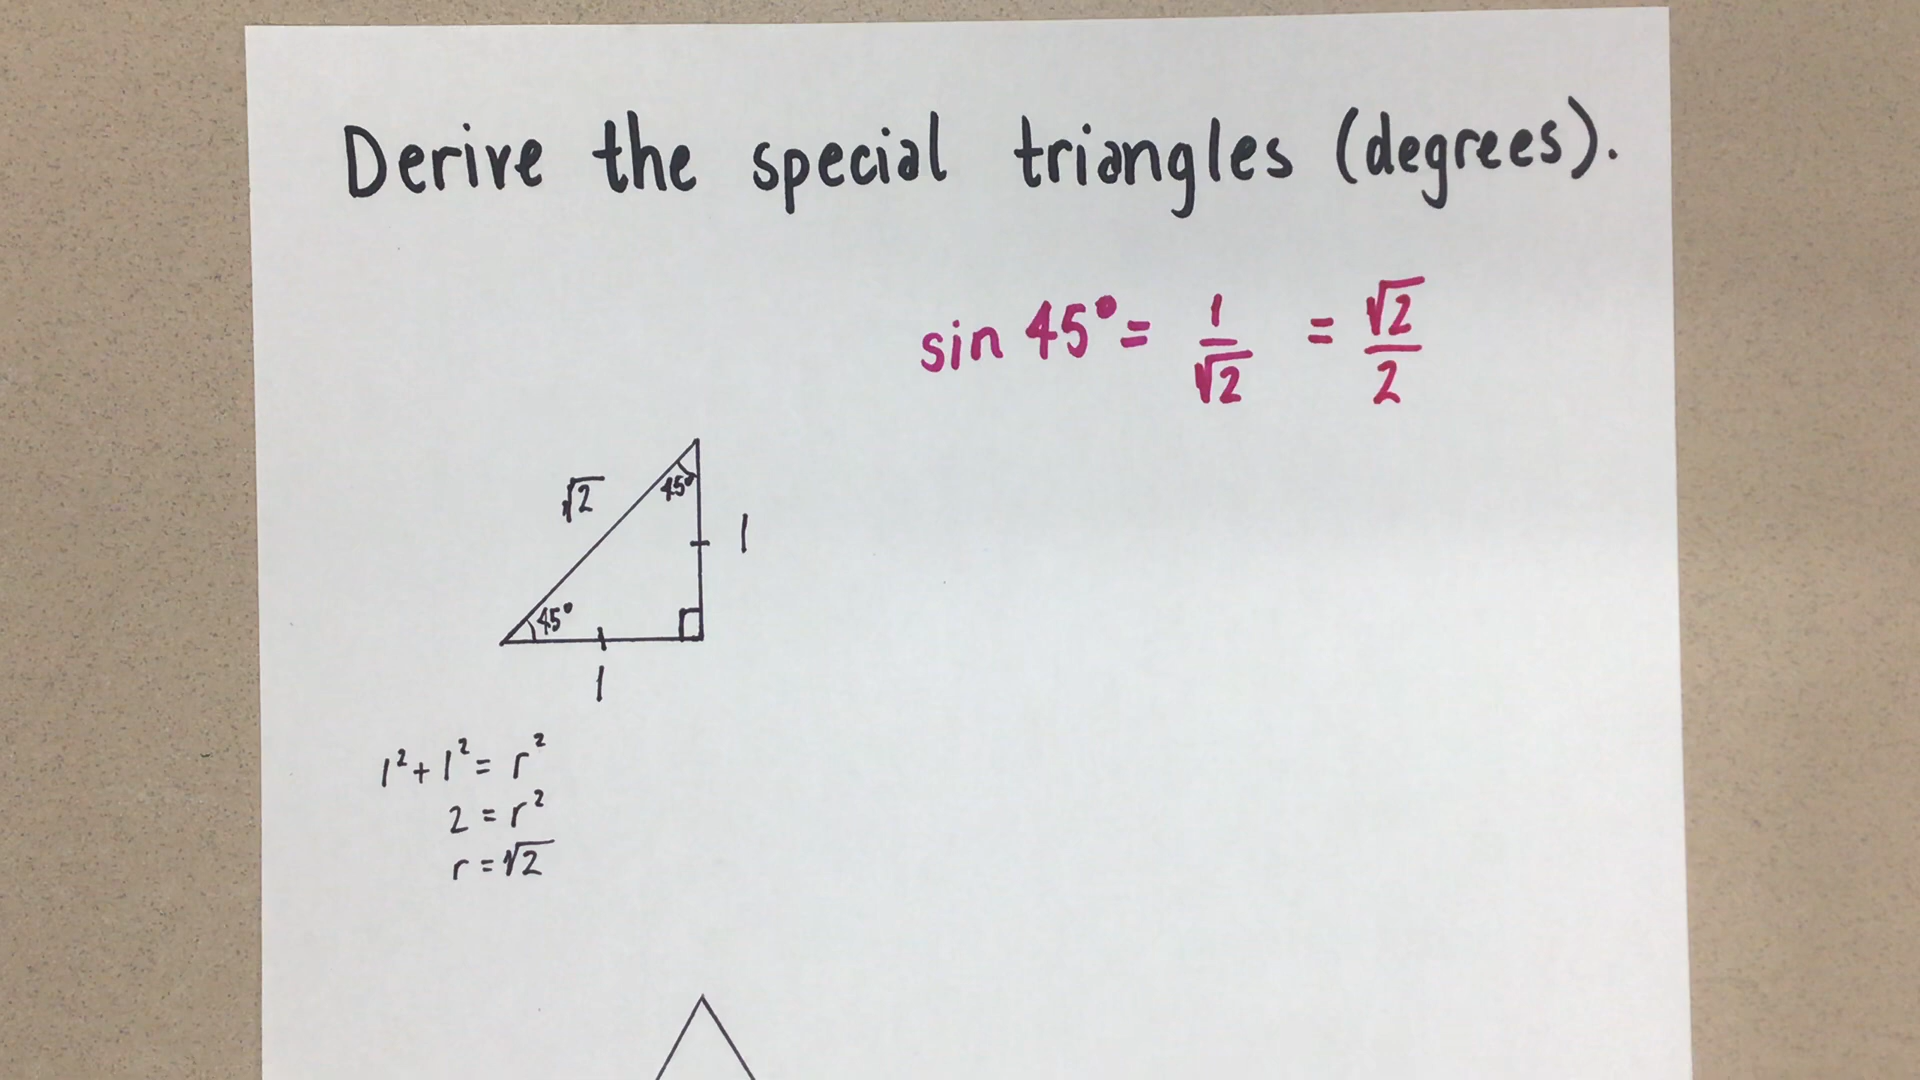 Derive the special triangles (degrees).
sin 45° = 1/√2 = √2/2
√2
45°
1
45°
1
1² + 1² = r²
2 = r²
r = √2